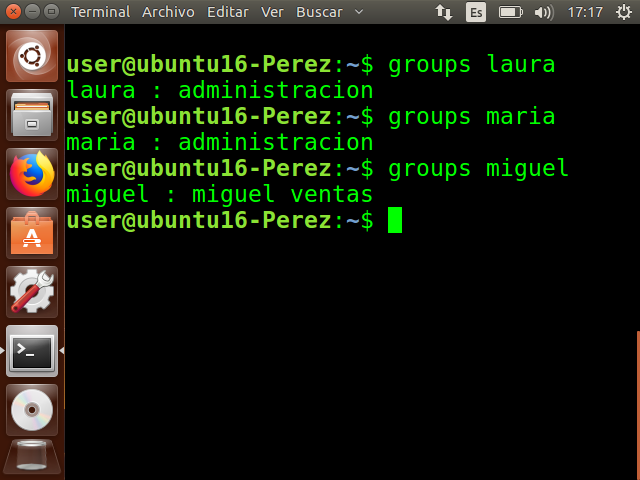 Terminal Archivo Editar Ver Buscar Es 17:17
user@ubuntu16-Perez:~$ groups laura
laura : administracion
user@ubuntu16-Perez:~$ groups maria
maria : administracion
user@ubuntu16-Perez:~$ groups miguel
miguel : miguel ventas
user@ubuntu16-Perez:~$